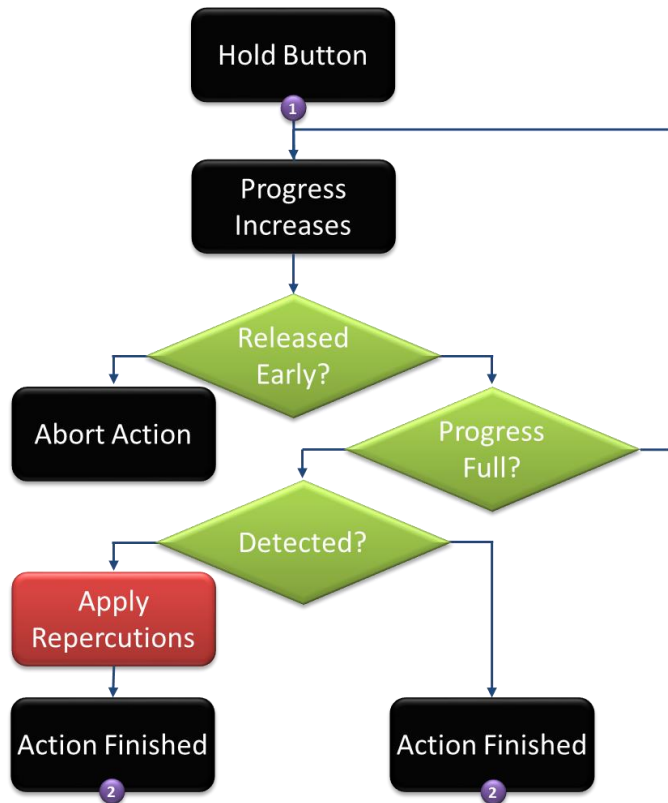 Hold Button
1
Progress
Increases
Released
Early?
Abort Action
Progress
Full?
Detected?
Apply
Repercutions
Action Finished
2
Action Finished
2